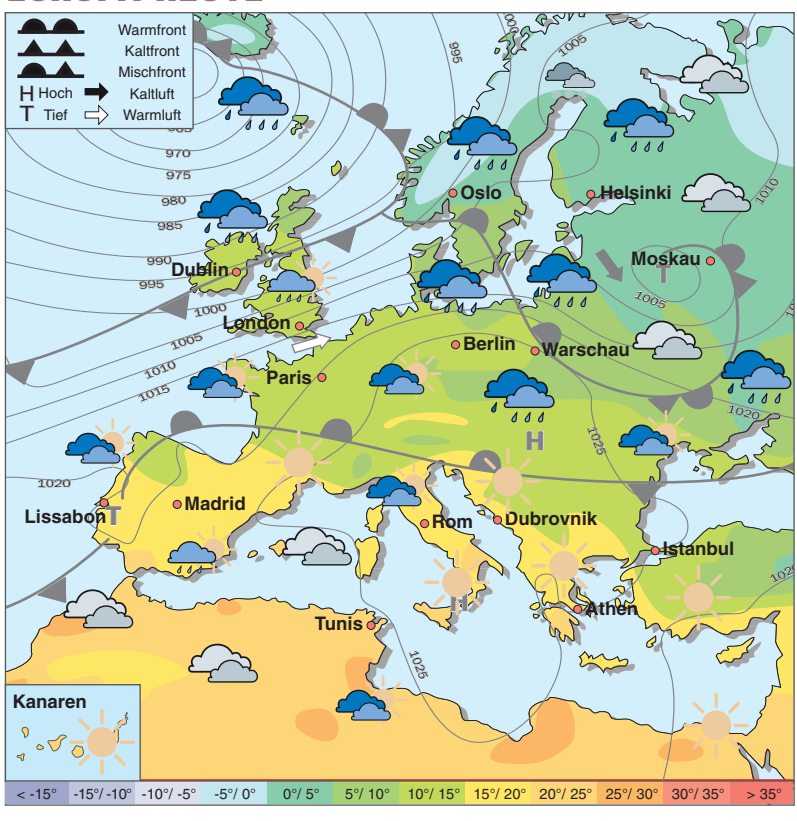 Warmfront
Kaltfront
Mischfront
H Hoch Kaltluft
T Tief Warmluft
995
1000
1005
965
970
975
980
985
990
995
1000
1005
1010
1015
1010
Oslo
Helsinki
Moskau
T
1005
Dublin
London
Berlin
Warschau
Paris
1020
1025
H
1020
Lissabon
T
Madrid
Rom
Dubrovnik
Istanbul
1020
H
Athen
Tunis
1025
Kanaren
< -15° -15°/ -10° -10°/ -5° -5°/ 0° 0°/ 5° 5°/ 10° 10°/ 15° 15°/ 20° 20°/ 25° 25°/ 30° 30°/ 35° > 35°